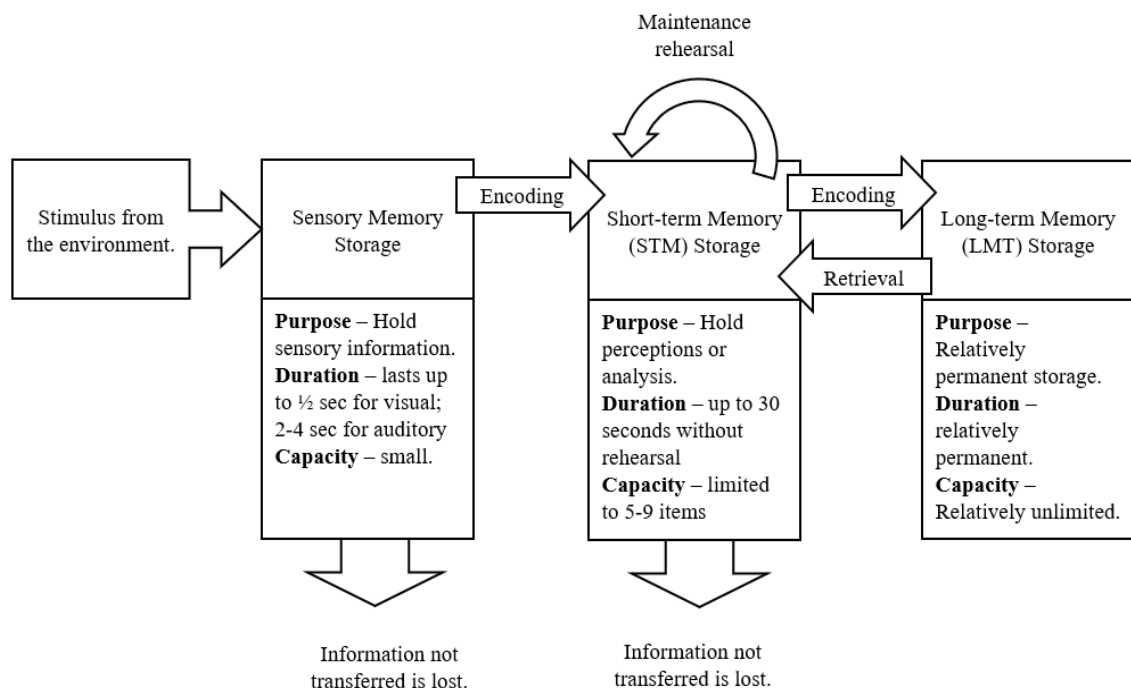 Maintenance
rehearsal
Stimulus from
the environment.
Sensory Memory
Storage
Encoding
Short-term Memory
(STM) Storage
Encoding
Retrieval
Long-term Memory
(LMT) Storage
Purpose – Hold
sensory information.
Duration – lasts up
to ½ sec for visual;
2-4 sec for auditory
Capacity – small.
Purpose – Hold
perceptions or
analysis.
Duration – up to 30
seconds without
rehearsal
Capacity – limited
to 5-9 items
Purpose –
Relatively
permanent storage.
Duration –
relatively
permanent.
Capacity –
Relatively unlimited.
Information not
transferred is lost.
Information not
transferred is lost.